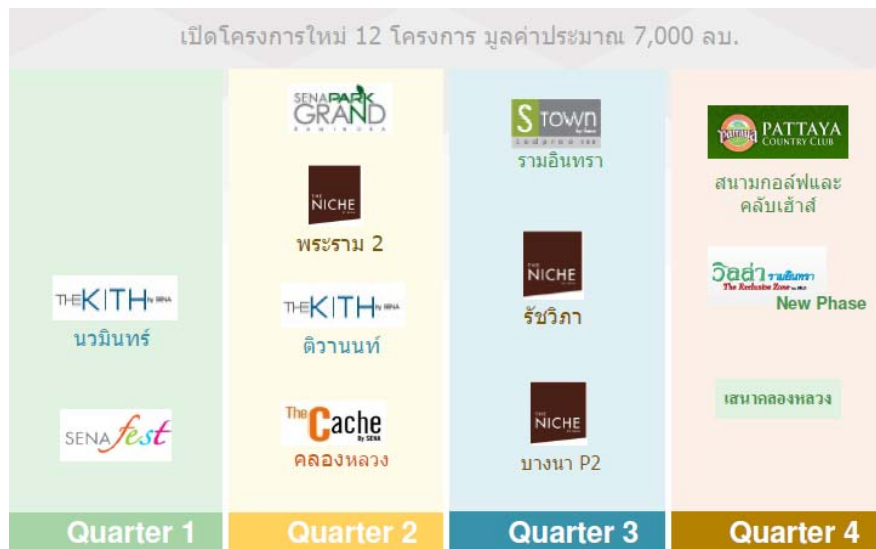 เปิดโครงการใหม่ 12 โครงการ มูลค่าประมาณ 7,000 ลบ.
THE KITH by SENA
นวมินทร์
SENA fest
Quarter 1
SENA PARK
GRAND
RAMINDRA
THE
NICHE
พระราม 2
THE KITH by SENA
ติวานนท์
The Cache
By SENA
คลองหลวง
Quarter 2
S TOWN
รามอินทรา
THE
NICHE
รัชวิภา
THE
NICHE
บางนา P2
Quarter 3
pattaya PATTAYA
COUNTRY CLUB
สนามกอล์ฟและ
คลับเฮ้าส์
วิลล่า รามอินทรา
The Exclusive Zone
New Phase
เสนาคลองหลวง
Quarter 4